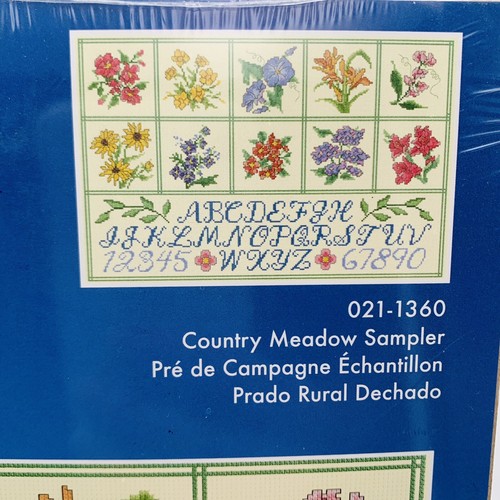 ABCDEFGH
IJKLMNOPQRSTUV
12345 WXYZ 67890
021-1360
Country Meadow Sampler
Pré de Campagne Échantillon
Prado Rural Dechado